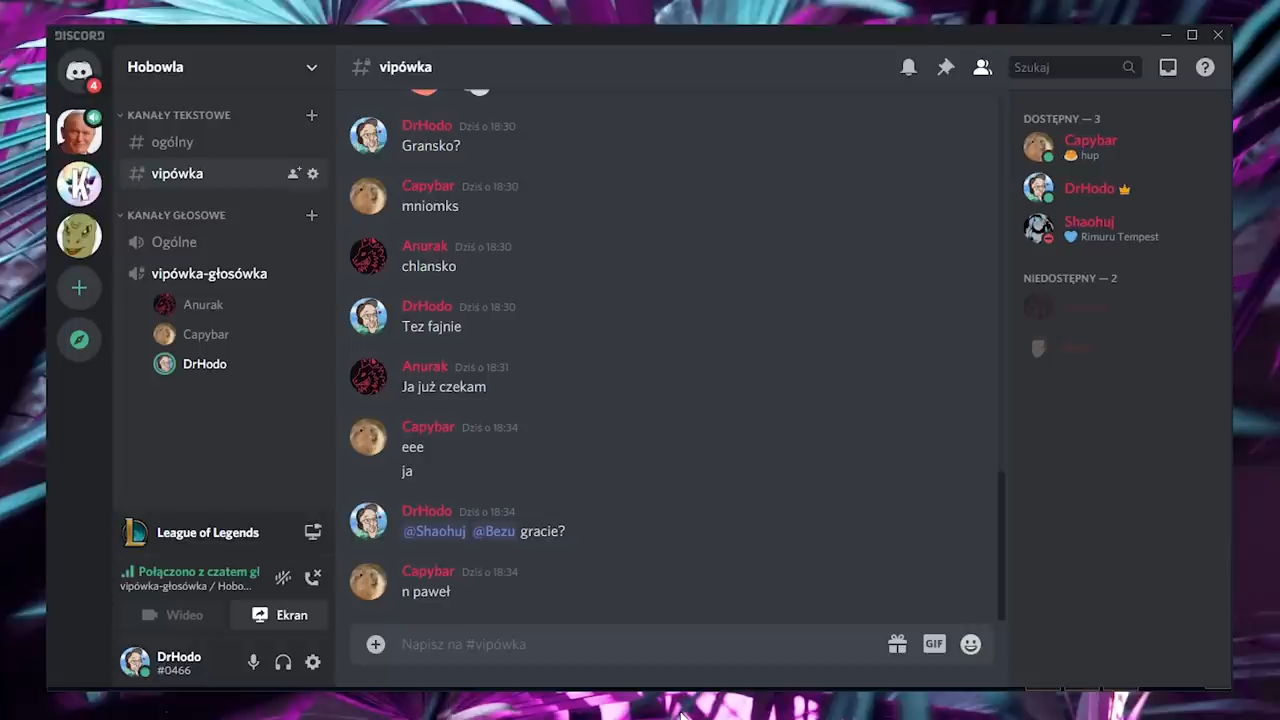 DISCORD
4
Hobowla
KANAŁY TEKSTOWE
ogólny
vipówka
KANAŁY GŁOSOWE
Ogólne
vipówka-głosówka
Anurak
Capybar
DrHodo
League of Legends
Połączono z czatem gł
vipówka-głosówka / Hobo...
Wideo
Ekran
DrHodo
#0466
vipówka
Szukaj
DrHodo Dziś o 18:30
Gransko?
Capybar Dziś o 18:30
mniomks
Anurak Dziś o 18:30
chlansko
DrHodo Dziś o 18:30
Tez fajnie
Anurak Dziś o 18:31
Ja już czekam
Capybar Dziś o 18:34
eee
ja
DrHodo Dziś o 18:34
@Shaohuj @Bezu gracie?
Capybar Dziś o 18:34
n paweł
Napisz na #vipówka
GIF
DOSTĘPNY — 3
Capybar
hup
DrHodo
Shaohuj
Rimuru Tempest
NIEDOSTĘPNY — 2